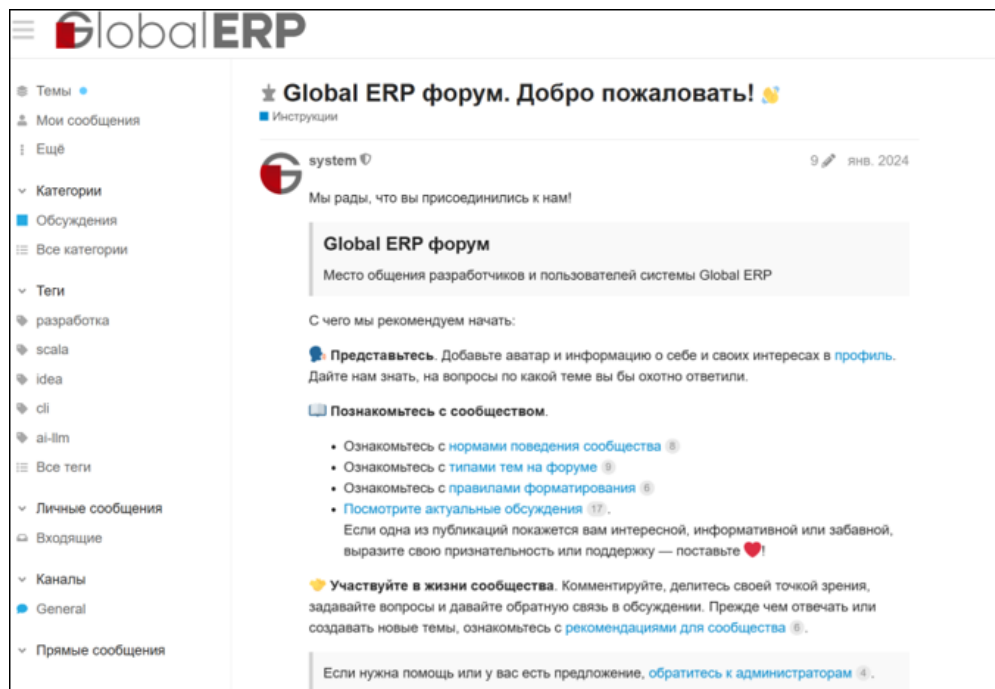 GlobalERP
Темы
Мои сообщения
Ещё
Категории
Обсуждения
Все категории
Теги
разработка
scala
idea
cli
ai-llm
Все теги
Личные сообщения
Входящие
Каналы
General
Прямые сообщения
Global ERP форум. Добро пожаловать!
Инструкции
system
9 янв. 2024
Мы рады, что вы присоединились к нам!
Global ERP форум
Место общения разработчиков и пользователей системы Global ERP
С чего мы рекомендуем начать:
Представьтесь. Добавьте аватар и информацию о себе и своих интересах в профиль.
Дайте нам знать, на вопросы по какой теме вы бы охотно ответили.
Познакомьтесь с сообществом.
• Ознакомьтесь с нормами поведения сообщества 8
• Ознакомьтесь с типами тем на форуме 9
• Ознакомьтесь с правилами форматирования 6
• Посмотрите актуальные обсуждения 17.
Если одна из публикаций покажется вам интересной, информативной или забавной,
выразите свою признательность или поддержку — поставьте ❤️!
Участвуйте в жизни сообщества. Комментируйте, делитесь своей точкой зрения,
задавайте вопросы и давайте обратную связь в обсуждении. Прежде чем отвечать или
создавать новые темы, ознакомьтесь с рекомендациями для сообщества 6.
Если нужна помощь или у вас есть предложение, обратитесь к администраторам 4.